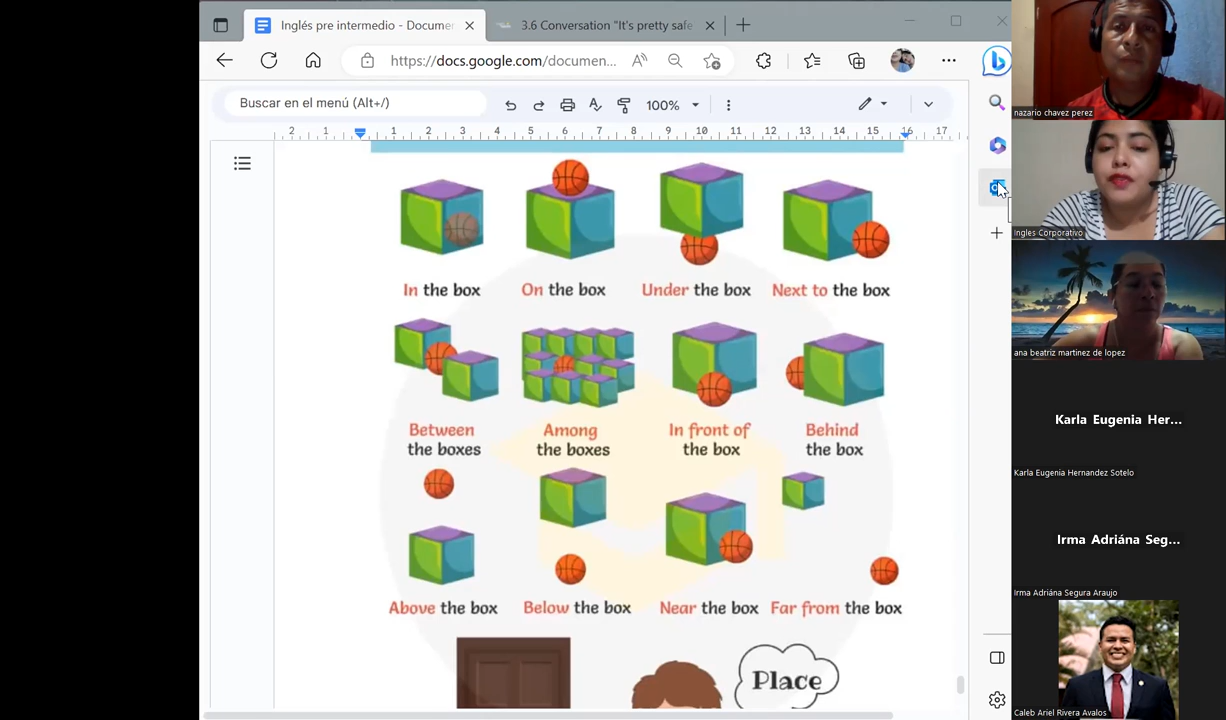 Inglés pre intermedio - Documen
3.6 Conversation "It's pretty safe
https://docs.google.com/documen...
Buscar en el menú (Alt+/)
100%
2 1 1 2 3 4 5 6 7 8 9 10 11 12 13 14 15 16 17
In the box
On the box
Under the box
Next to the box
Between
the boxes
Among
the boxes
In front of
the box
Behind
the box
Above the box
Below the box
Near the box
Far from the box
Place
nazario chavez perez
Ingles Corporativo
ana beatriz martinez de lopez
Karla Eugenia Her...
Karla Eugenia Hernandez Sotelo
Irma Adriána Seg...
Irma Adriána Segura Araujo
Caleb Ariel Rivera Avalos